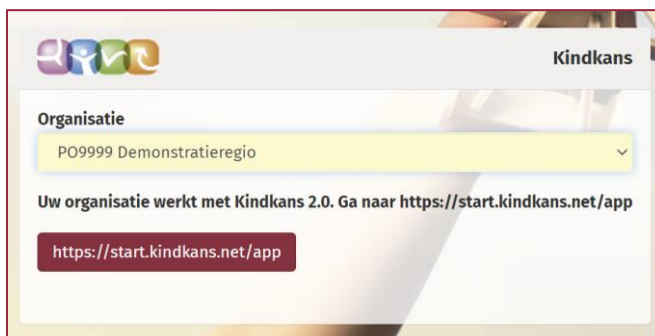 Kindkans
Organisatie
PO9999 Demonstratieregio
Uw organisatie werkt met Kindkans 2.0. Ga naar https://start.kindkans.net/app
https://start.kindkans.net/app